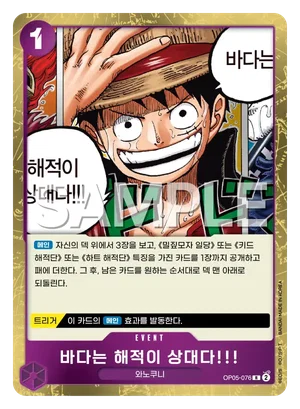 1
바다는
해적이
상대다!!!
SAMPLE
메인 자신의 덱 위에서 3장을 보고, 《밀짚모자 일당》 또는 《키드
해적단》 또는 《하트 해적단》 특징을 가진 카드를 1장까지 공개하고
패에 더한다. 그 후, 남은 카드를 원하는 순서대로 덱 맨 아래로
되돌린다.
트리거 이 카드의 메인 효과를 발동한다.
EVENT
바다는 해적이 상대다!!!
와노쿠니
OP05-076 R 2